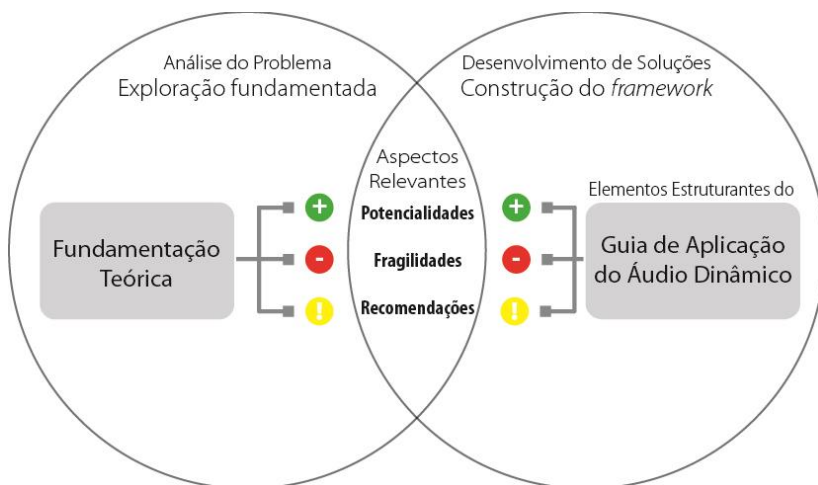 Análise do Problema
Exploração fundamentada
Desenvolvimento de Soluções
Construção do framework
Aspectos
Relevantes
Potencialidades
Fragilidades
Recomendações
Fundamentação
Teórica
+
-
!
+
-
!
Elementos Estruturantes do
Guia de Aplicação
do Áudio Dinâmico